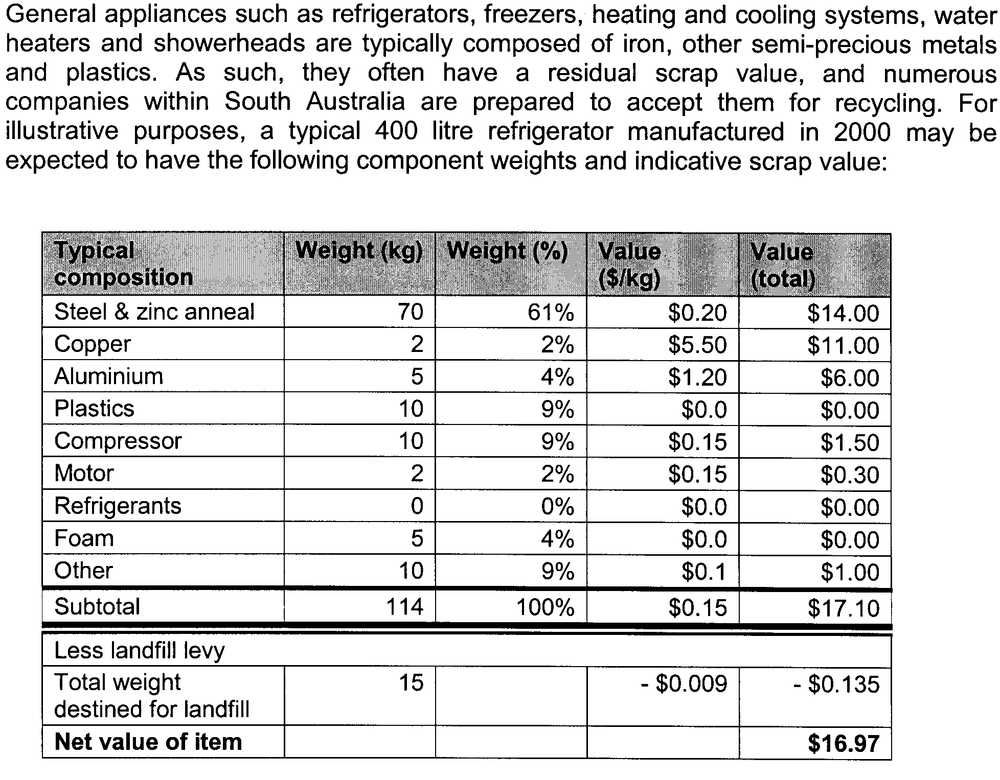 General appliances such as refrigerators, freezers, heating and cooling systems, water
heaters and showerheads are typically composed of iron, other semi-precious metals
and plastics. As such, they often have a residual scrap value, and numerous
companies within South Australia are prepared to accept them for recycling. For
illustrative purposes, a typical 400 litre refrigerator manufactured in 2000 may be
expected to have the following component weights and indicative scrap value:
Typical composition Weight (kg) Weight (%) Value ($/kg) Value (total)
Steel & zinc anneal 70 61% $0.20 $14.00
Copper 2 2% $5.50 $11.00
Aluminium 5 4% $1.20 $6.00
Plastics 10 9% $0.0 $0.00
Compressor 10 9% $0.15 $1.50
Motor 2 2% $0.15 $0.30
Refrigerants 0 0% $0.0 $0.00
Foam 5 4% $0.0 $0.00
Other 10 9% $0.1 $1.00
Subtotal 114 100% $0.15 $17.10
Less landfill levy
Total weight destined for landfill 15 - $0.009 - $0.135
Net value of item $16.97